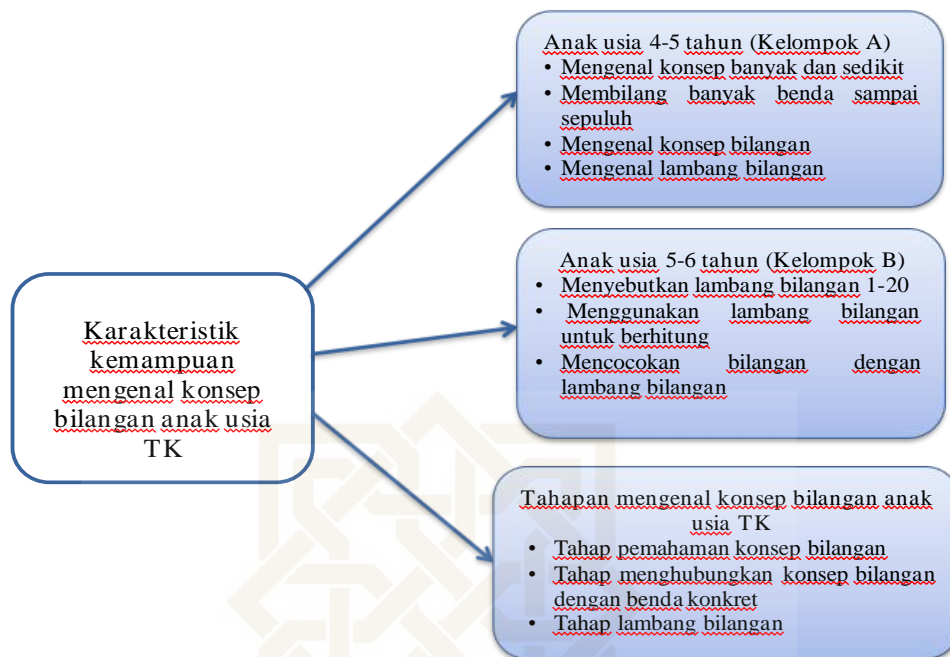 Karakteristik
kemampuan
mengenal konsep
bilangan anak usia
TK
Anak usia 4-5 tahun (Kelompok A)
• Mengenal konsep banyak dan sedikit
• Membilang banyak benda sampai
sepuluh
• Mengenal konsep bilangan
• Mengenal lambang bilangan
Anak usia 5-6 tahun (Kelompok B)
• Menyebutkan lambang bilangan 1-20
• Menggunakan lambang bilangan
untuk berhitung
• Mencocokan bilangan dengan
lambang bilangan
Tahapan mengenal konsep bilangan anak
usia TK
• Tahap pemahaman konsep bilangan
• Tahap menghubungkan konsep bilangan
dengan benda konkret
• Tahap lambang bilangan